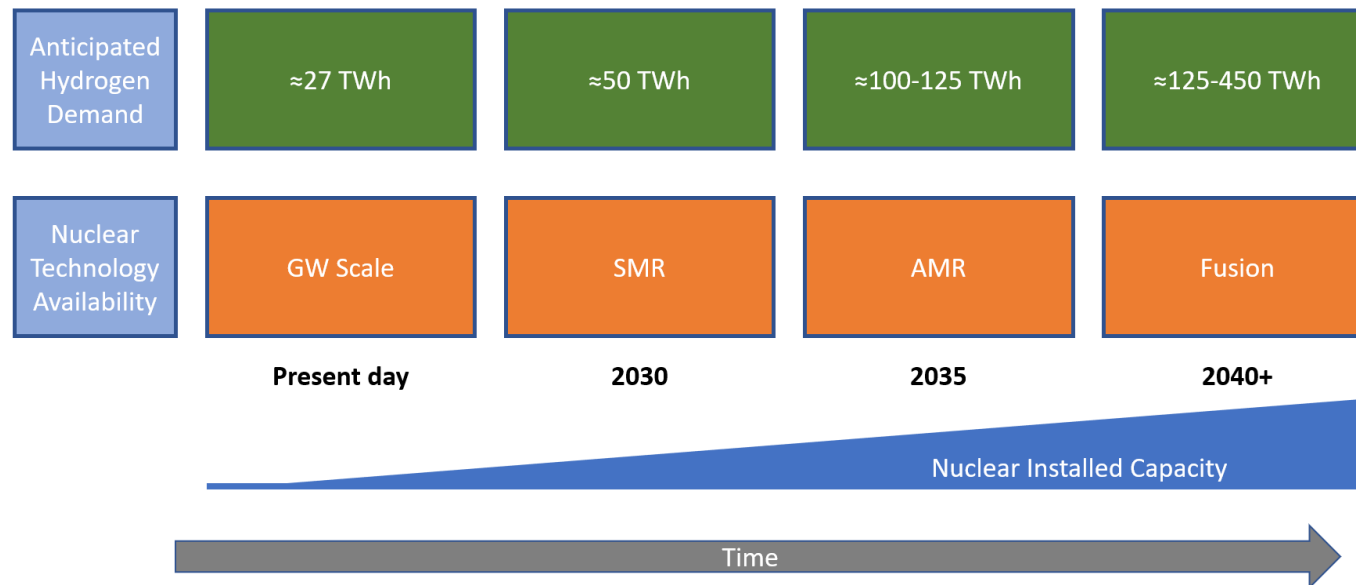 Anticipated
Hydrogen
Demand
≈27 TWh
≈50 TWh
≈100-125 TWh
≈125-450 TWh
Nuclear
Technology
Availability
GW Scale
SMR
AMR
Fusion
Present day
2030
2035
2040+
Nuclear Installed Capacity
Time